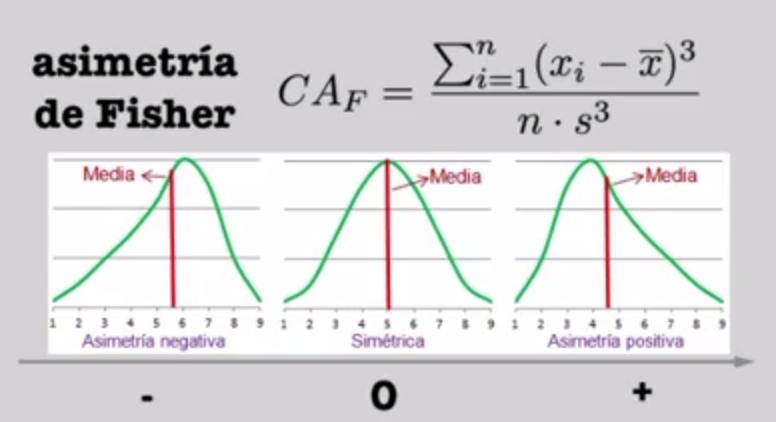 asimetría
de Fisher
CA_F = \frac{\sum_{i=1}^{n}(x_i - \overline{x})^3}{n \cdot s^3}
Media
Media
Media
1 2 3 4 5 6 7 8 9
1 2 3 4 5 6 7 8 9
1 2 3 4 5 6 7 8 9
Asimetría negativa
Simétrica
Asimetría positiva
- 0 +